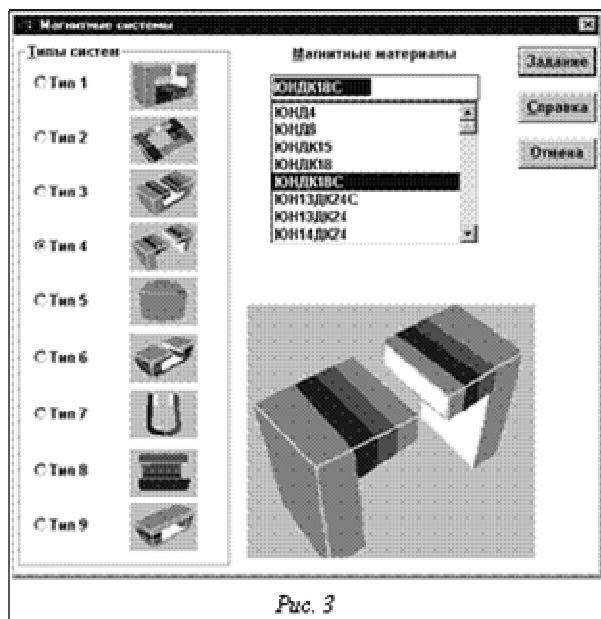 Магнитные системы
Типы систем
Тип 1
Тип 2
Тип 3
Тип 4
Тип 5
Тип 6
Тип 7
Тип 8
Тип 9
Магнитные материалы
ЮНДК18С
ЮНД4
ЮНД8
ЮНДК15
ЮНДК18
ЮНДК18С
ЮН13ДК24С
ЮН13ДК24
ЮН14ДК24
Задание
Справка
Отмена
Рис. 3